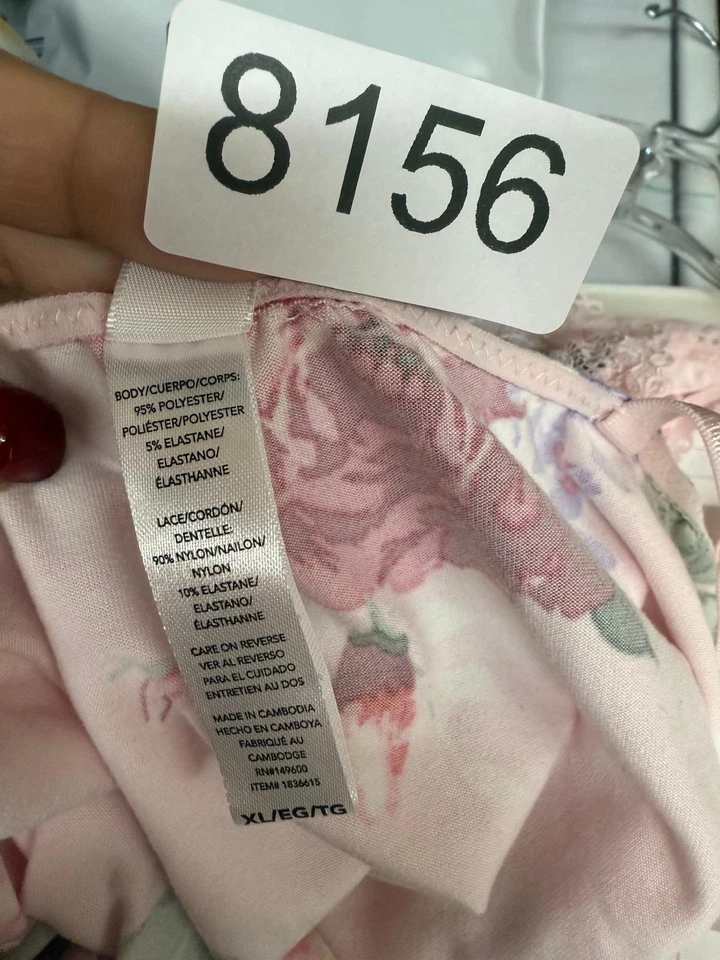 8156
BODY/CUERPO/CORPS:
95% POLYESTER/
POLIÉSTER/POLYESTER
5% ELASTANE/
ELASTANO/
ÉLASTHANNE
LACE/CORDÓN/
DENTELLE:
90% NYLON/NAILON/
NYLON
10% ELASTANE/
ELASTANO/
ÉLASTHANNE
CARE ON REVERSE
VER AL REVERSO
PARA EL CUIDADO
ENTRETIEN AU DOS
MADE IN CAMBODIA
HECHO EN CAMBOYA
FABRIQUÉ AU
CAMBODGE
RN#149600
ITEM# 1836615
XL/EG/TG